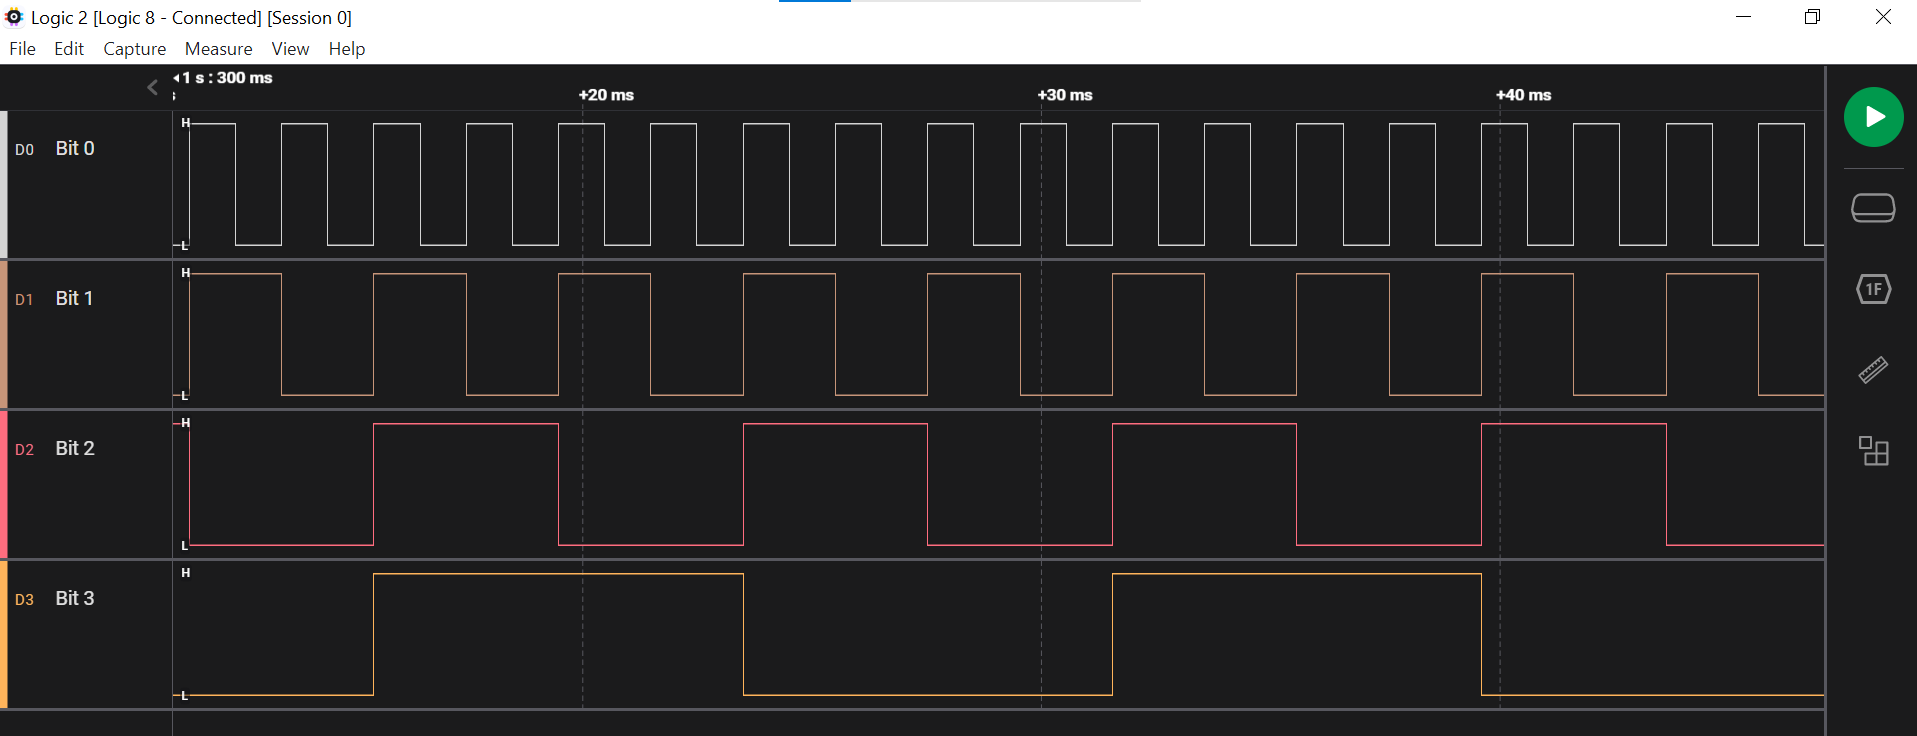 Logic 2 [Logic 8 - Connected] [Session 0]
File Edit Capture Measure View Help
1 s : 300 ms
+20 ms +30 ms +40 ms
H
D0 Bit 0
L
H
D1 Bit 1
L
H
D2 Bit 2
L
H
D3 Bit 3
L
1F